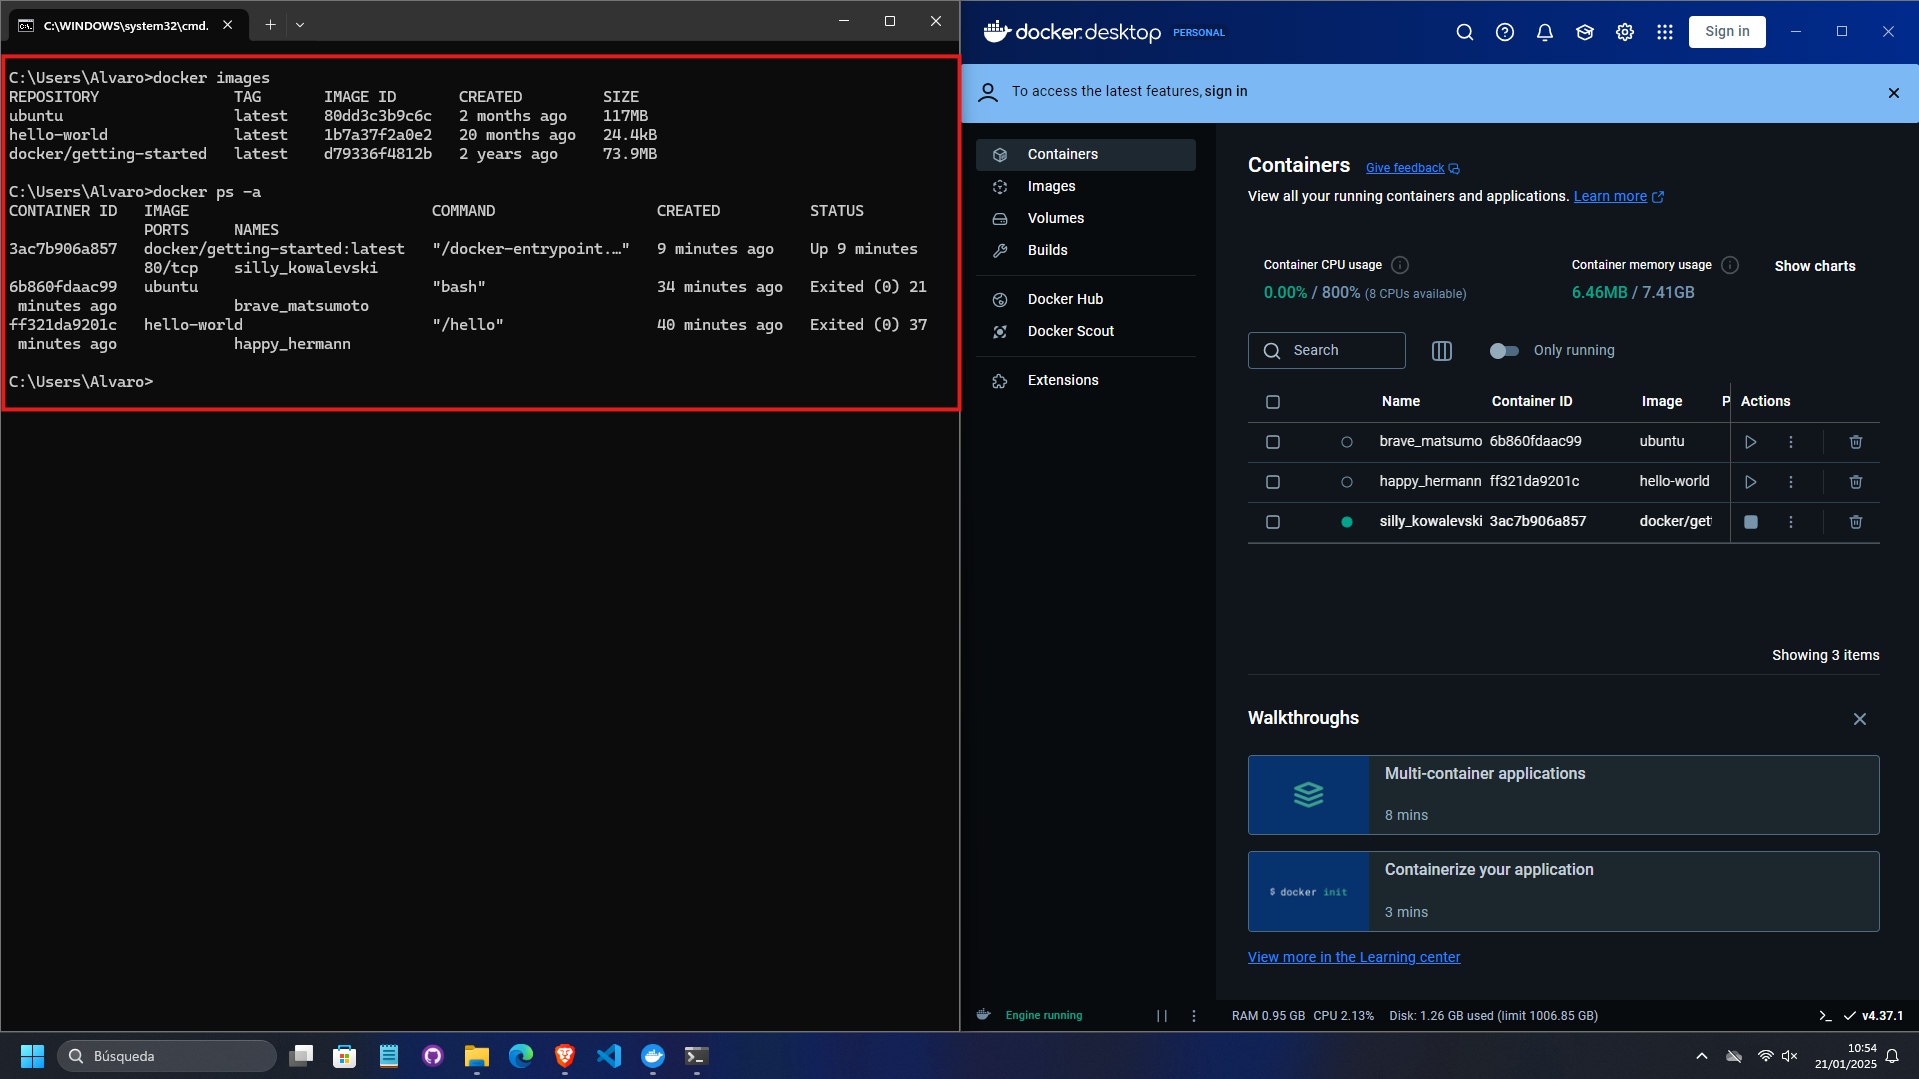 C:\WINDOWS\system32\cmd.
C:\Users\Alvaro>docker images
REPOSITORY TAG IMAGE ID CREATED SIZE
ubuntu latest 80dd3c3b9c6c 2 months ago 117MB
hello-world latest 1b7a37f2a0e2 20 months ago 24.4kB
docker/getting-started latest d79336f4812b 2 years ago 73.9MB
C:\Users\Alvaro>docker ps -a
CONTAINER ID IMAGE COMMAND CREATED STATUS
PORTS NAMES
3ac7b906a857 docker/getting-started:latest "/docker-entrypoint.…" 9 minutes ago Up 9 minutes
80/tcp silly_kowalevski
6b860fdaac99 ubuntu "bash" 34 minutes ago Exited (0) 21
minutes ago brave_matsumoto
ff321da9201c hello-world "/hello" 40 minutes ago Exited (0) 37
minutes ago happy_hermann
C:\Users\Alvaro>
docker.desktop PERSONAL
Sign in
To access the latest features, sign in
Containers
Images
Volumes
Builds
Docker Hub
Docker Scout
Extensions
Containers Give feedback
View all your running containers and applications. Learn more
Container CPU usage
0.00% / 800% (8 CPUs available)
Container memory usage
6.46MB / 7.41GB
Show charts
Search
Only running
Name Container ID Image P Actions
brave_matsumo 6b860fdaac99 ubuntu
happy_hermann ff321da9201c hello-world
silly_kowalevski 3ac7b906a857 docker/get
Showing 3 items
Walkthroughs
Multi-container applications
8 mins
$ docker init
Containerize your application
3 mins
View more in the Learning center
Engine running
RAM 0.95 GB CPU 2.13% Disk: 1.26 GB used (limit 1006.85 GB)
v4.37.1
Búsqueda
10:54
21/01/2025